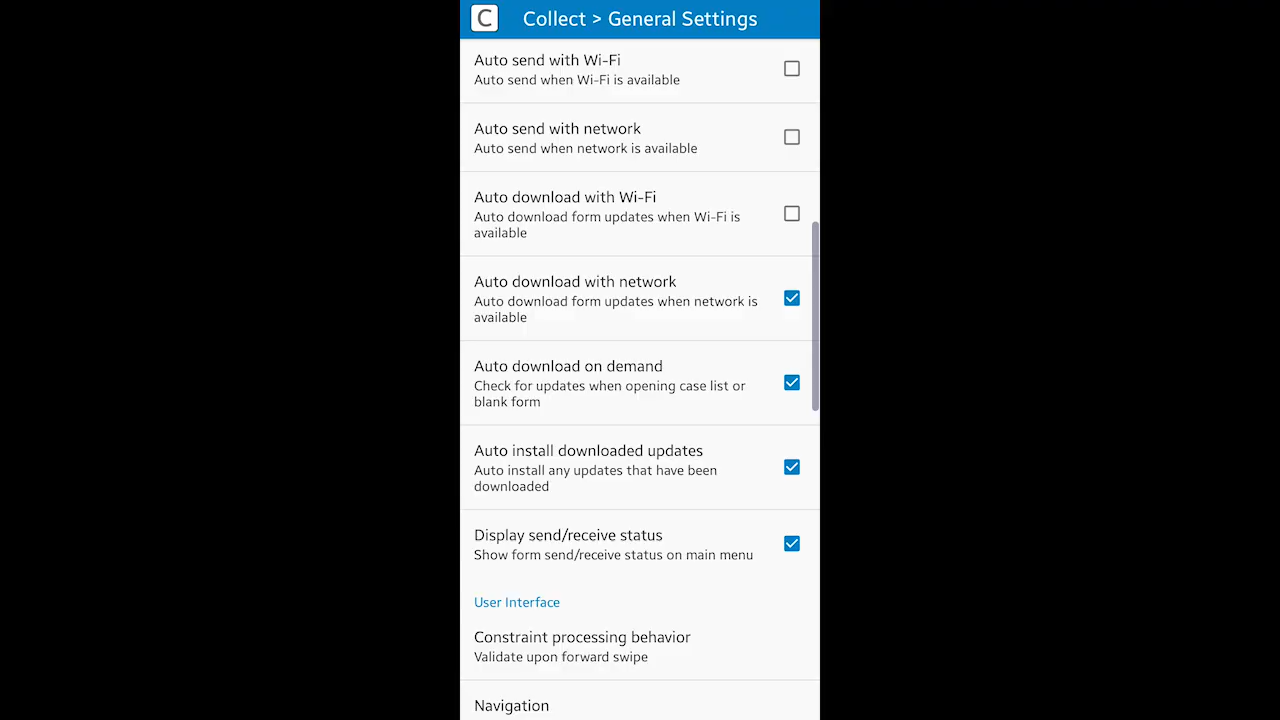 C Collect > General Settings
Auto send with Wi-Fi
Auto send when Wi-Fi is available
Auto send with network
Auto send when network is available
Auto download with Wi-Fi
Auto download form updates when Wi-Fi is
available
Auto download with network
Auto download form updates when network is
available
Auto download on demand
Check for updates when opening case list or
blank form
Auto install downloaded updates
Auto install any updates that have been
downloaded
Display send/receive status
Show form send/receive status on main menu
User Interface
Constraint processing behavior
Validate upon forward swipe
Navigation